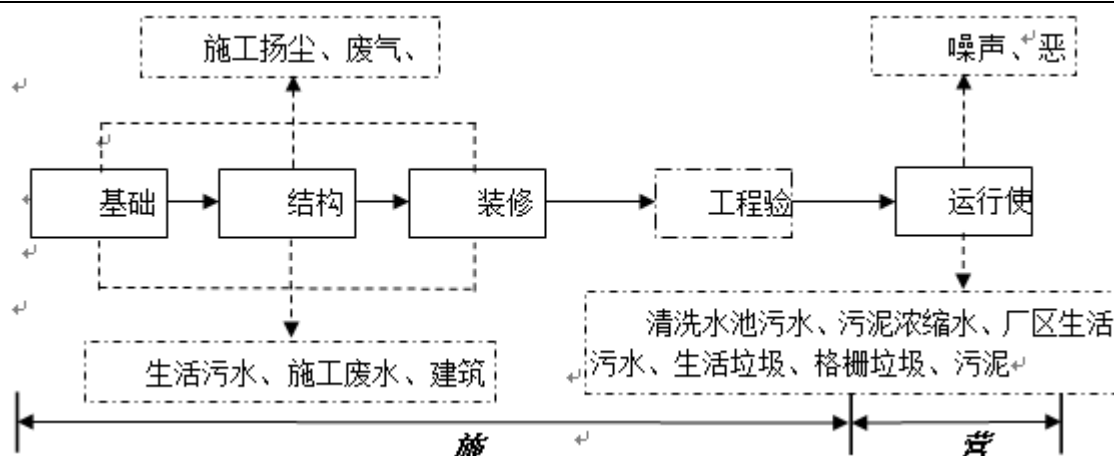 施工扬尘、废气、
噪声、恶
基础
结构
装修
工程验
运行使
生活污水、施工废水、建筑
清洗水池污水、污泥浓缩水、厂区生活
污水、生活垃圾、格栅垃圾、污泥
施
营